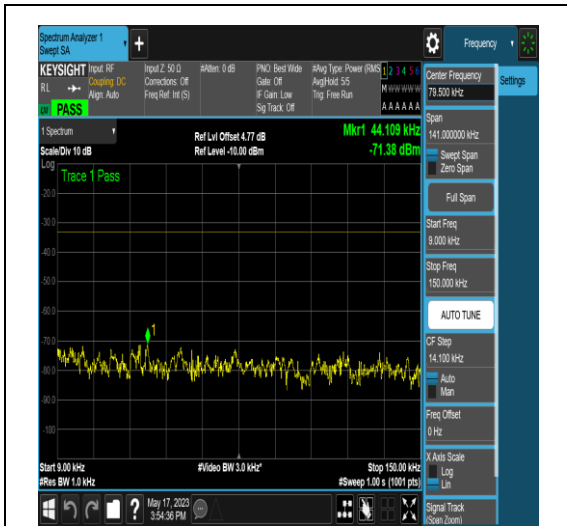 Spectrum Analyzer 1
Swept SA
+
Frequency
KEYSIGHT
RL
PASS
Input: RF
Coupling: DC
Align: Auto
Input Z: 50 Ω
Corrections: Off
Freq Ref: Int (S)
#Atten: 0 dB
PNO: Best Wide
Gate: Off
IF Gain: Low
Sig Track: Off
#Avg Type: Power (RMS
Avg|Hold: 5/5
Trig: Free Run
1 2 3 4 5 6
M W W W W W
A A A A A A
Center Frequency
79.500 kHz
Settings
Span
141.000000 kHz
Swept Span
Zero Span
Full Span
Start Freq
9.000 kHz
Stop Freq
150.000 kHz
AUTO TUNE
CF Step
14.100 kHz
Auto
Man
Freq Offset
0 Hz
X Axis Scale
Log
Lin
Signal Track
(Span Zoom)
1 Spectrum
Scale/Div 10 dB
Ref Lvl Offset 4.77 dB
Ref Level -10.00 dBm
Mkr1 44.109 kHz
-71.38 dBm
Log
Trace 1 Pass
-20.0
-30.0
-40.0
-50.0
-60.0
-70.0
-80.0
-90.0
-100
1
Start 9.00 kHz
#Res BW 1.0 kHz
#Video BW 3.0 kHz*
Stop 150.00 kHz
#Sweep 1.00 s (1001 pts)
?
May 17, 2023
3:54:36 PM